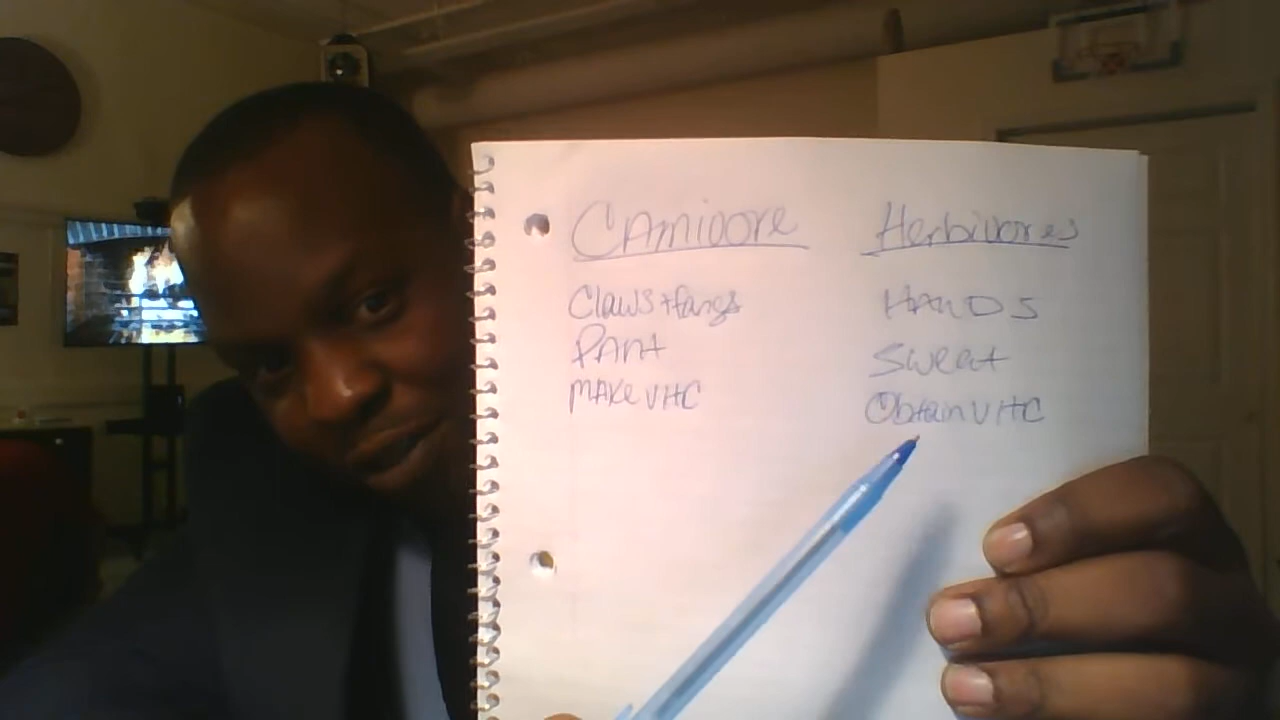 CArnivore Herbivores
Claws + fangs HANDS
PAnt Sweat
MAKe VHC Obtain VHC